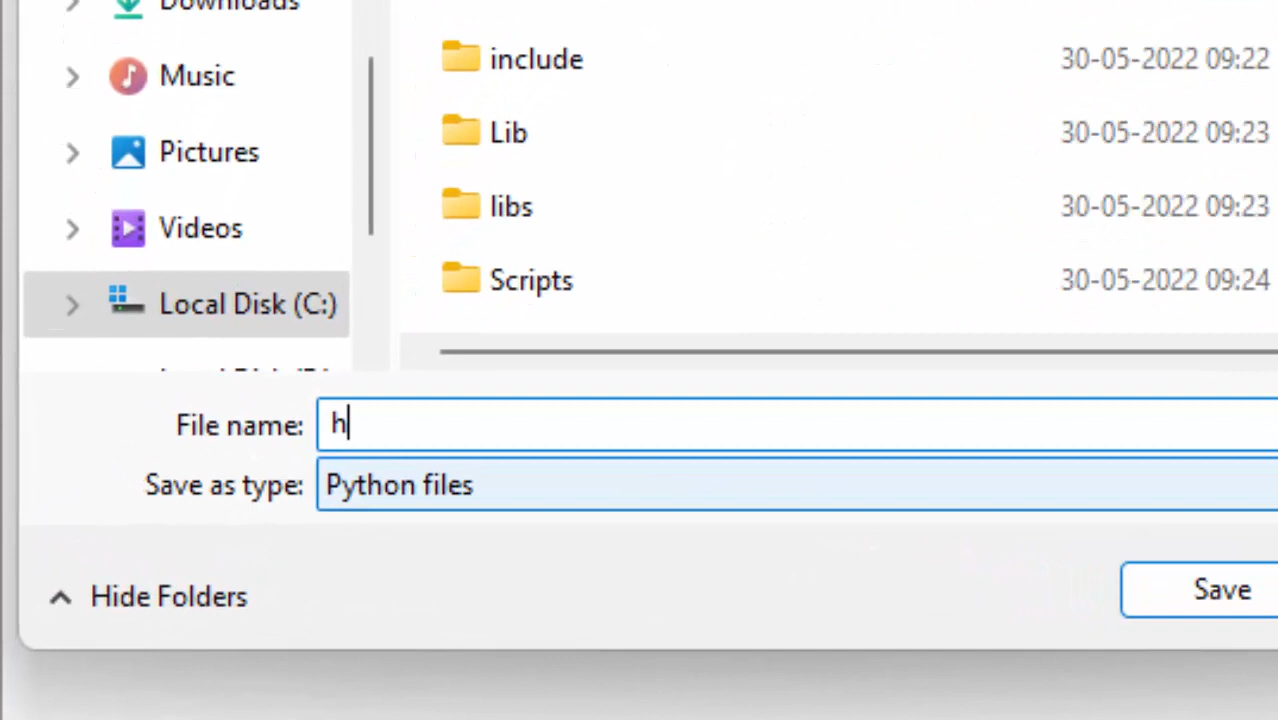 Downloads
Music
Pictures
Videos
Local Disk (C:)
include 30-05-2022 09:22
Lib 30-05-2022 09:23
libs 30-05-2022 09:23
Scripts 30-05-2022 09:24
File name: h
Save as type: Python files
Hide Folders
Save